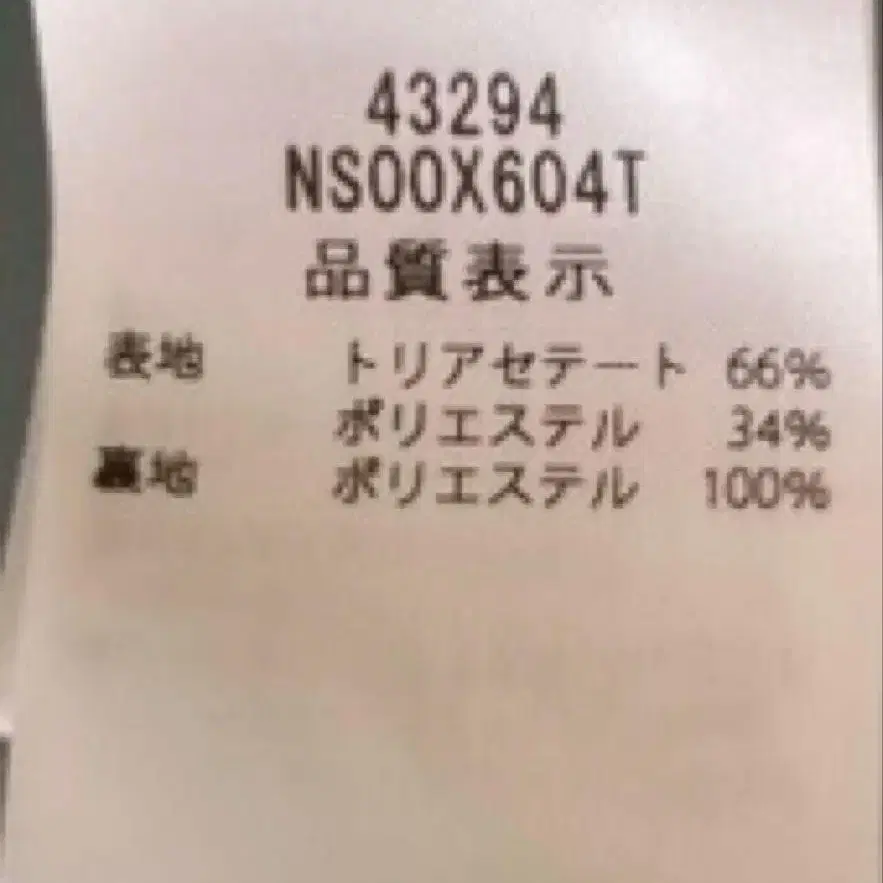 43294
NS00X604T
品質表示
表地 トリアセテート 66%
ポリエステル 34%
裏地 ポリエステル 100%